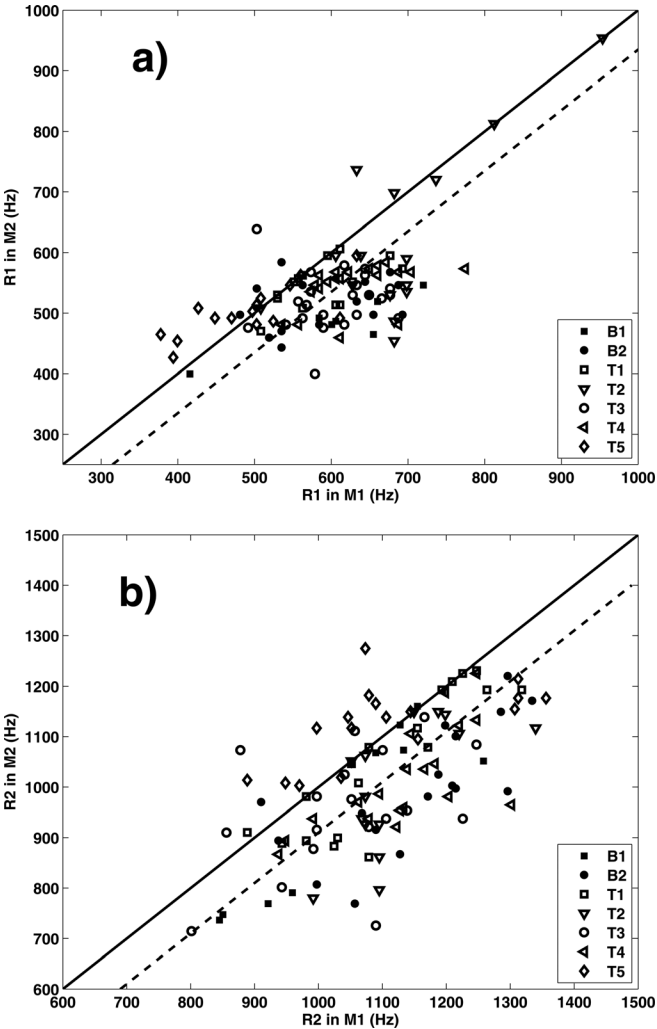 a)
1000
900
800
700
600
500
400
300
R1 in M2 (Hz)
300 400 500 600 700 800 900 1000
R1 in M1 (Hz)
B1
B2
T1
T2
T3
T4
T5
b)
1500
1400
1300
1200
1100
1000
900
800
700
600
R2 in M2 (Hz)
600 700 800 900 1000 1100 1200 1300 1400 1500
R2 in M1 (Hz)
B1
B2
T1
T2
T3
T4
T5